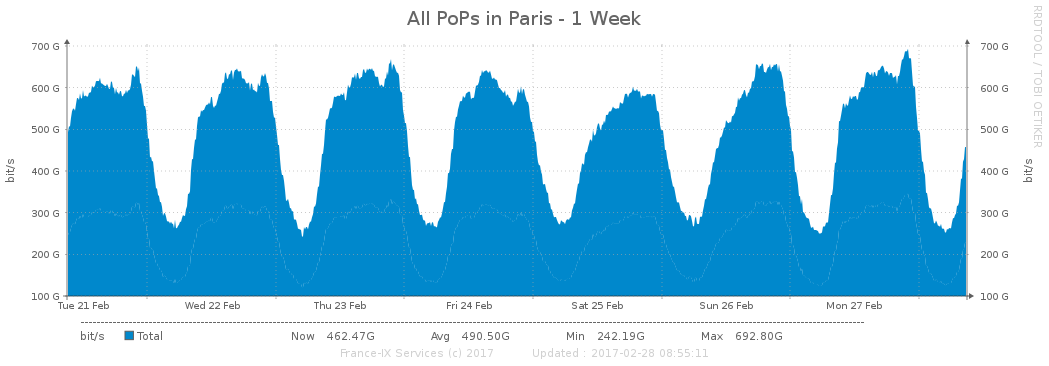 All PoPs in Paris - 1 Week
RRDTOOL / TOBI OETIKER
700 G 700 G
600 G 600 G
500 G 500 G
400 G 400 G
300 G 300 G
200 G 200 G
100 G 100 G
bit/s bit/s
Tue 21 Feb Wed 22 Feb Thu 23 Feb Fri 24 Feb Sat 25 Feb Sun 26 Feb Mon 27 Feb
bit/s Total Now 462.47G Avg 490.50G Min 242.19G Max 692.80G
France-IX Services (c) 2017 Updated : 2017-02-28 08:55:11